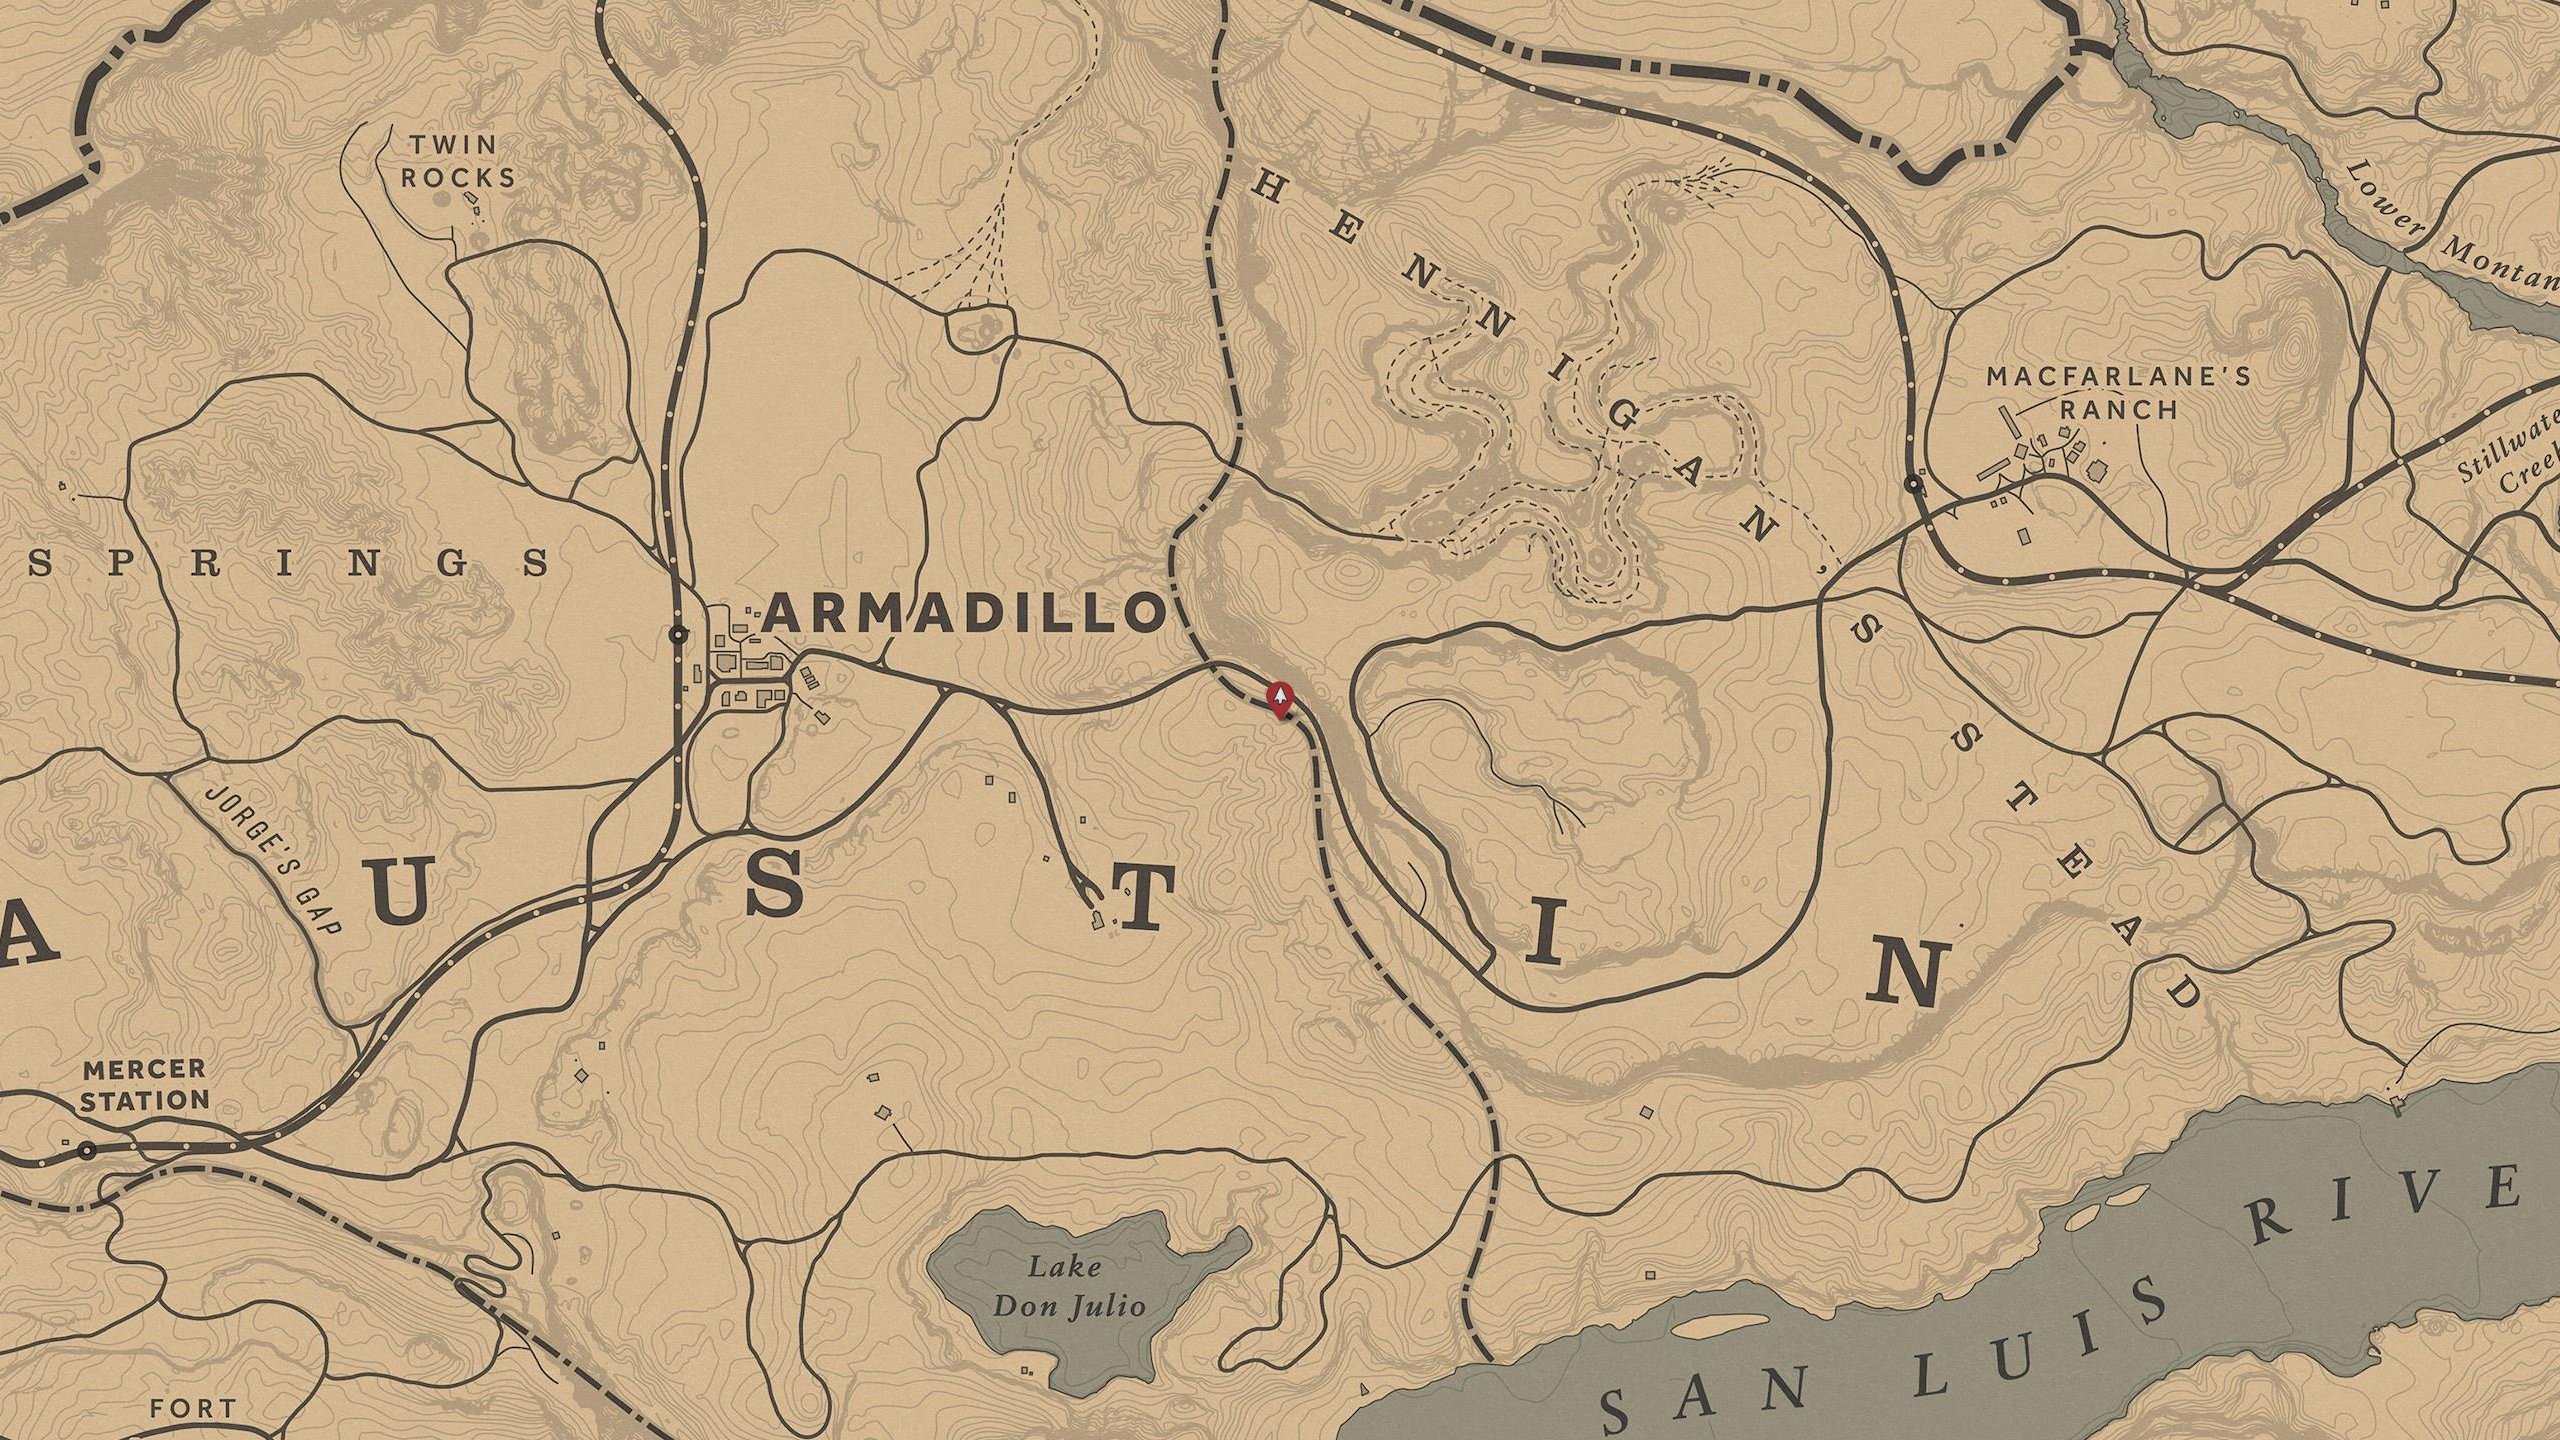 TWIN
ROCKS
HENNIGAN'S STEAD
Lower Montan
MACFARLANE'S
RANCH
Stillwate
Creek
SPRINGS
ARMADILLO
JORGE'S GAP
AUSTIN
MERCER
STATION
Lake
Don Julio
SAN LUIS RIVE
FORT